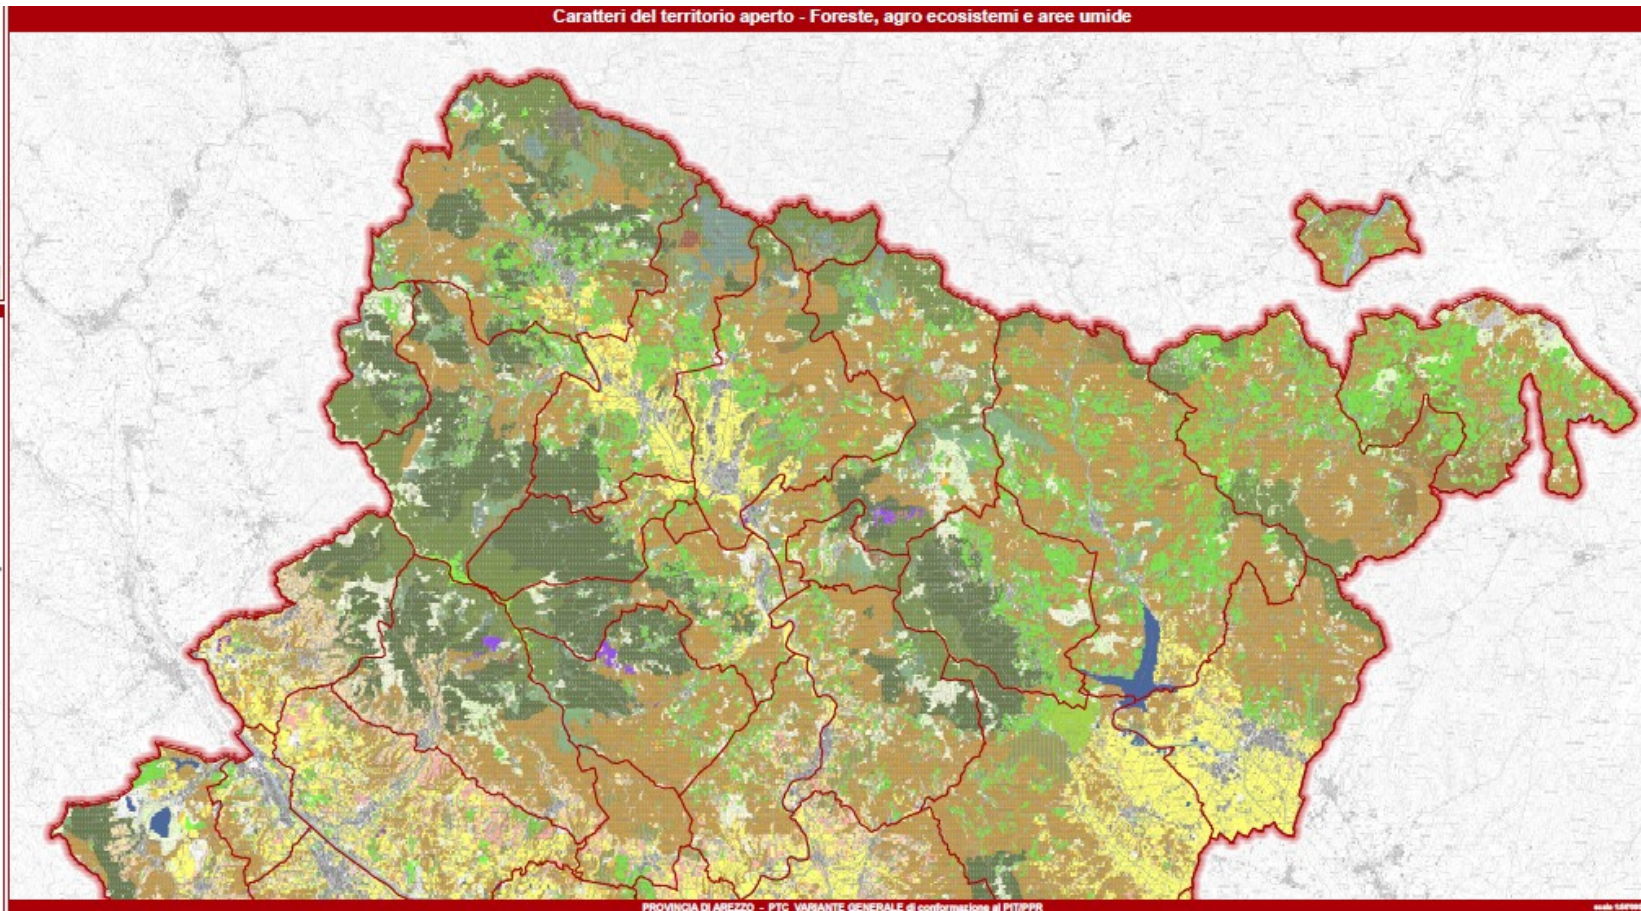 Caratteri del territorio aperto - Foreste, agro ecosistemi e aree umide
PROVINCIA DI AREZZO - PTC VARIANTE GENERALE di conformazione al PIT/PPR
scala